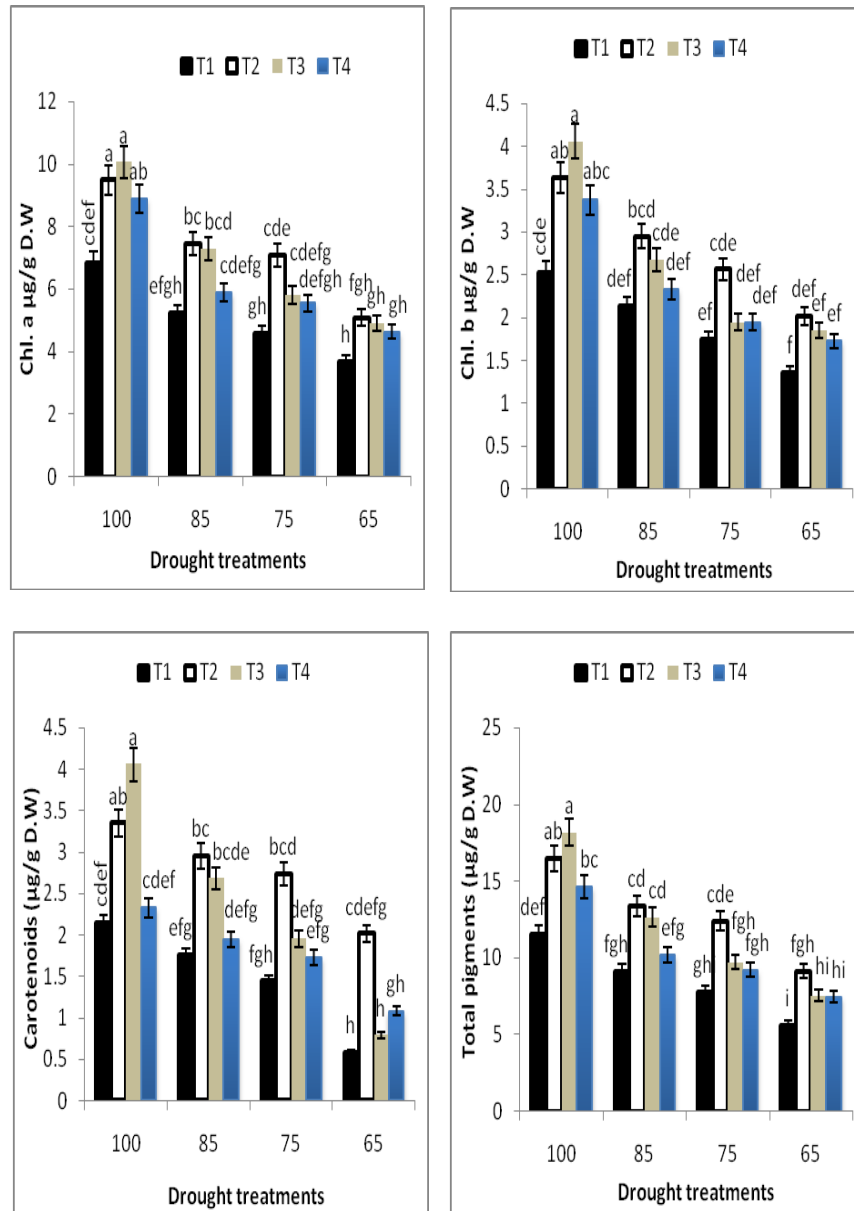 T1 T2 T3 T4
Chl. a µg/g D.W
12
10
8
6
4
2
0
cdef a a ab
efgh bc bcd cdefg
gh cde cdefg defgh
h fgh gh gh
100 85 75 65
Drought treatments
T1 T2 T3 T4
Chl. b µg/g D.W
4.5
4
3.5
3
2.5
2
1.5
1
0.5
0
cde ab a abc
def bcd cde def
ef cde def def
f def ef ef
100 85 75 65
Drought treatments
T1 T2 T3 T4
Carotenoids (µg/g D.W)
4.5
4
3.5
3
2.5
2
1.5
1
0.5
0
cdef ab a cdef
efg bc bcde defg
fgh bcd defg efg
h cdefg h gh
100 85 75 65
Drought treatments
T1 T2 T3 T4
Total pigments (µg/g D.W)
25
20
15
10
5
0
def ab a bc
fgh cd cd efg
gh cde fgh fgh
i fgh hi hi
100 85 75 65
Drought treatments